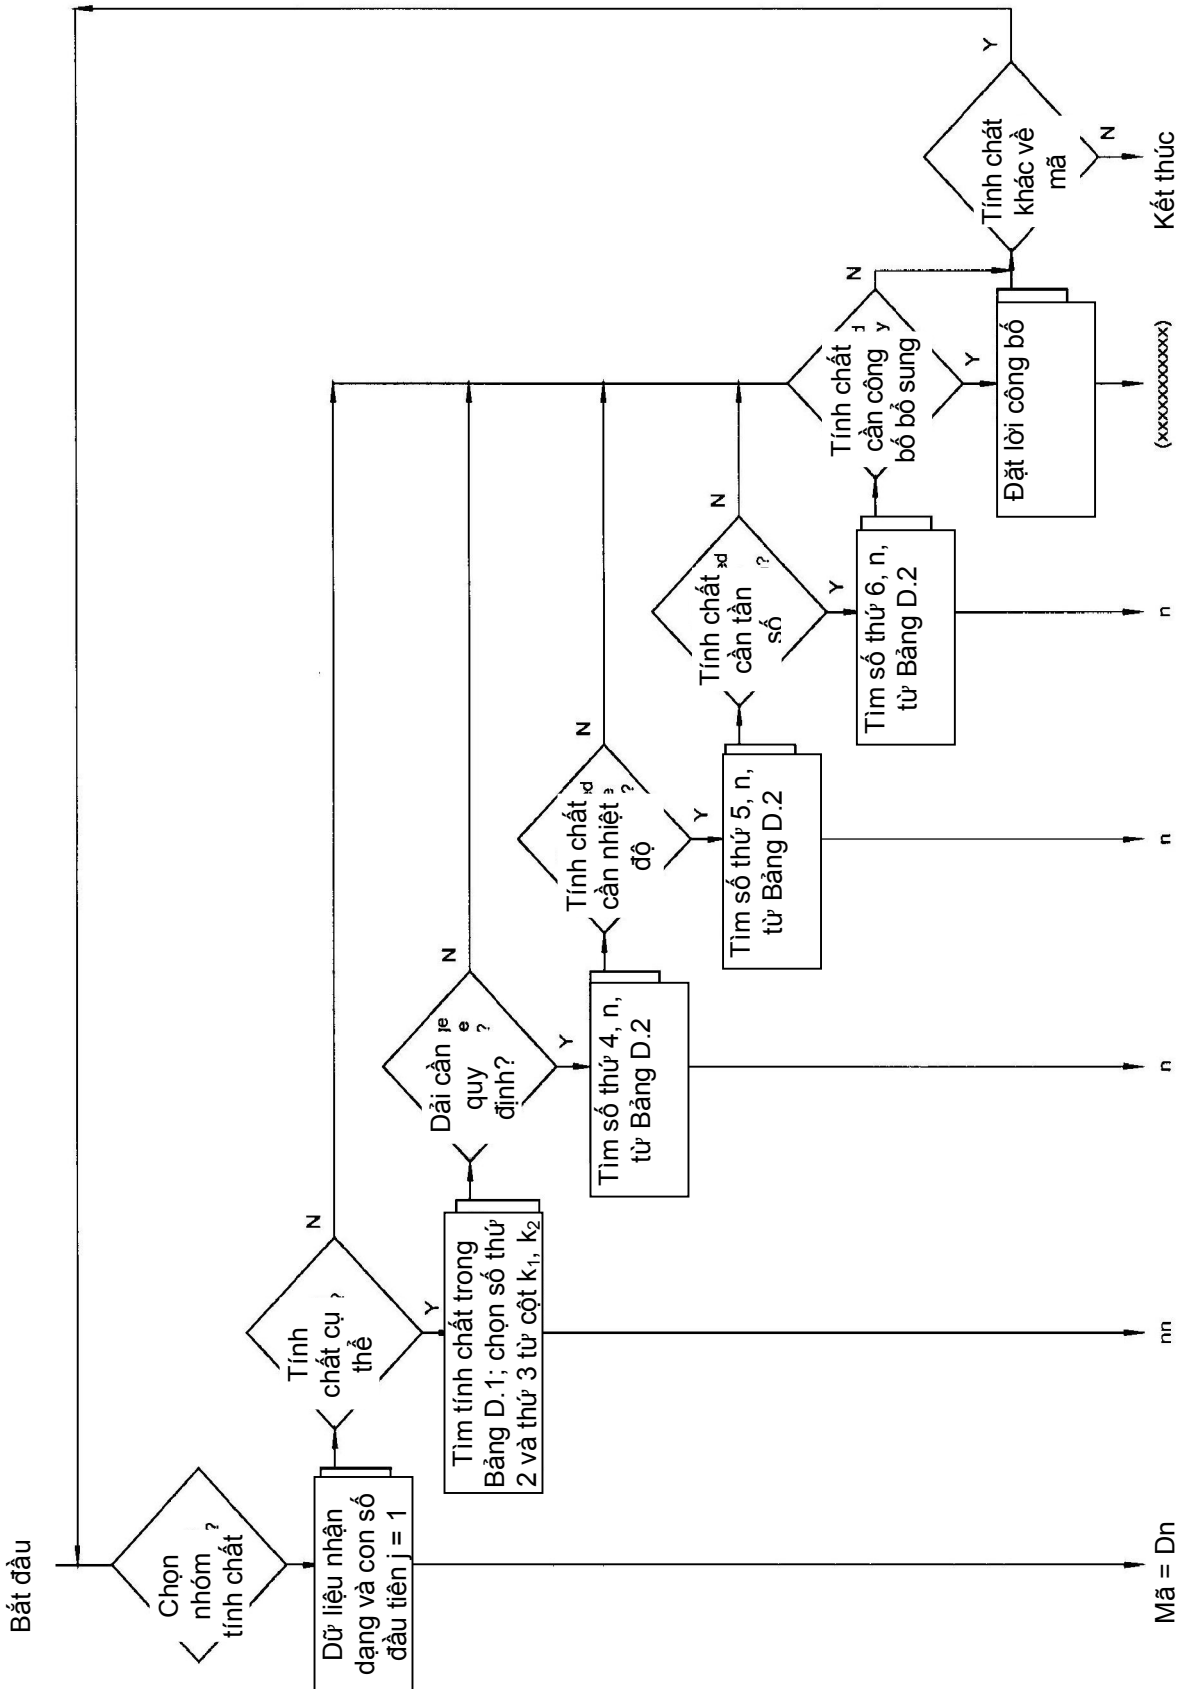 Bắt đầu
Chọn
nhóm ?
tính chất
Dữ liệu nhận
dạng và con số
đầu tiên j = 1
Mã = Dn
Tính
chất cụ ?
thể
N
Y
Tìm tính chất trong
Bảng D.1; chọn số thứ
2 và thứ 3 từ cột k₁, k₂
nn
Dải cần
quy ?
định?
N
Y
Tìm số thứ 4, n,
từ Bảng D.2
n
Tính chất
cần nhiệt ?
độ
N
Y
Tìm số thứ 5, n,
từ Bảng D.2
n
Tính chất
cần tần ?
số
N
Y
Tìm số thứ 6, n,
từ Bảng D.2
n
Tính chất
cần công y
bố bổ sung
N
Y
Đặt lời công bố
(xxxxxxxxxxx)
Tính chất
khác về
mã
Y
N
Kết thúc